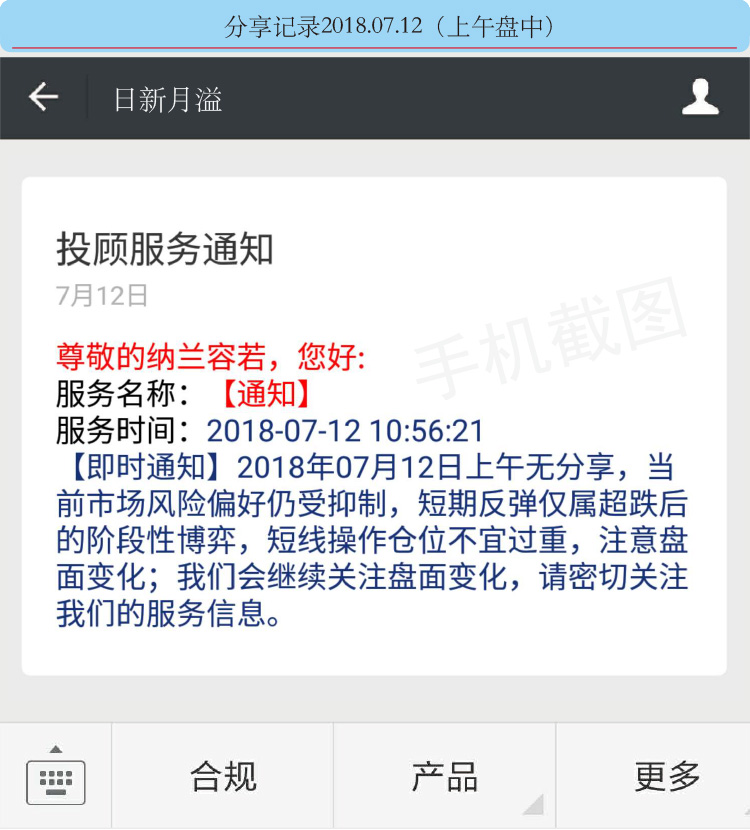 分享记录2018.07.12（上午盘中）
日新月溢
投顾服务通知
7月12日
手机截图
尊敬的纳兰容若，您好:
服务名称：【通知】
服务时间：2018-07-12 10:56:21
【即时通知】2018年07月12日上午无分享，当
前市场风险偏好仍受抑制，短期反弹仅属超跌后
的阶段性博弈，短线操作仓位不宜过重，注意盘
面变化；我们会继续关注盘面变化，请密切关注
我们的服务信息。
合规
产品
更多